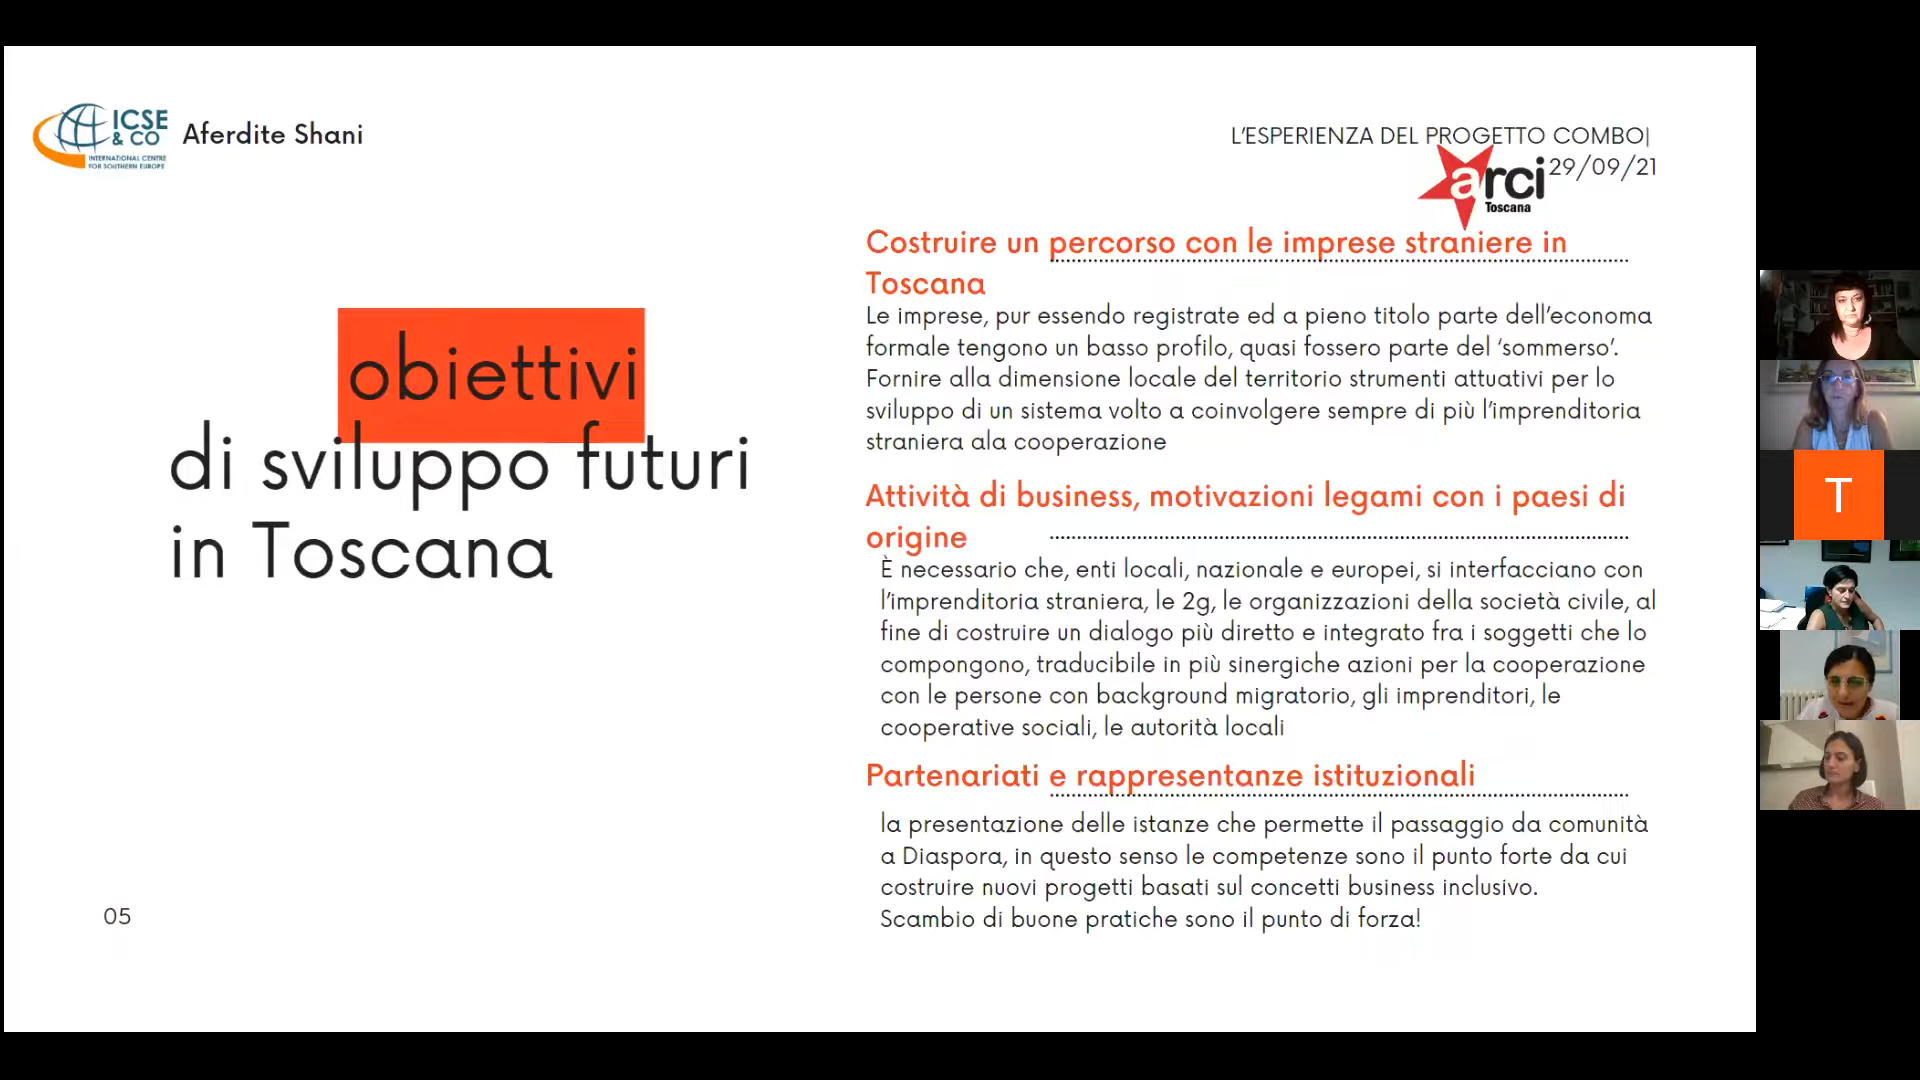 ICSE
& CO
INTERNATIONAL CENTRE
FOR SOUTHERN EUROPE
Aferdite Shani
L'ESPERIENZA DEL PROGETTO COMBO|
29/09/21
arci
Toscana
obiettivi
di sviluppo futuri
in Toscana
Costruire un percorso con le imprese straniere in
Toscana
Le imprese, pur essendo registrate ed a pieno titolo parte dell'economa
formale tengono un basso profilo, quasi fossero parte del 'sommerso'.
Fornire alla dimensione locale del territorio strumenti attuativi per lo
sviluppo di un sistema volto a coinvolgere sempre di più l'imprenditoria
straniera ala cooperazione
Attività di business, motivazioni legami con i paesi di
origine
È necessario che, enti locali, nazionale e europei, si interfacciano con
l'imprenditoria straniera, le 2g, le organizzazioni della società civile, al
fine di costruire un dialogo più diretto e integrato fra i soggetti che lo
compongono, traducibile in più sinergiche azioni per la cooperazione
con le persone con background migratorio, gli imprenditori, le
cooperative sociali, le autorità locali
Partenariati e rappresentanze istituzionali
la presentazione delle istanze che permette il passaggio da comunità
a Diaspora, in questo senso le competenze sono il punto forte da cui
costruire nuovi progetti basati sul concetti business inclusivo.
Scambio di buone pratiche sono il punto di forza!
05
T